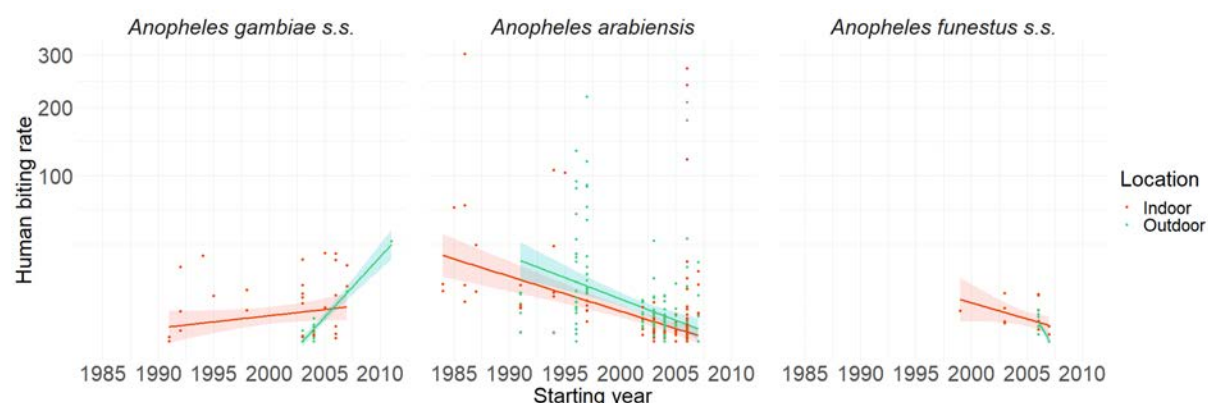 Anopheles gambiae s.s. Anopheles arabiensis Anopheles funestus s.s.
300
200
100
Human biting rate
Location
Indoor
Outdoor
1985 1990 1995 2000 2005 2010 1985 1990 1995 2000 2005 2010 1985 1990 1995 2000 2005 2010
Starting year